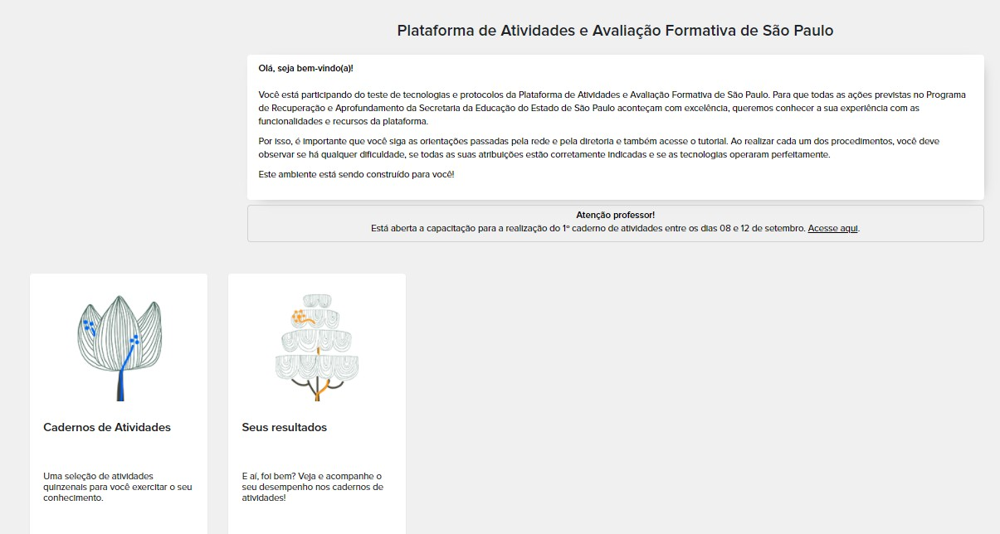 Plataforma de Atividades e Avaliação Formativa de São Paulo
Olá, seja bem-vindo(a)!
Você está participando do teste de tecnologias e protocolos da Plataforma de Atividades e Avaliação Formativa de São Paulo. Para que todas as ações previstas no Programa
de Recuperação e Aprofundamento da Secretaria da Educação do Estado de São Paulo aconteçam com excelência, queremos conhecer a sua experiência com as
funcionalidades e recursos da plataforma.
Por isso, é importante que você siga as orientações passadas pela rede e pela diretoria e também acesse o tutorial. Ao realizar cada um dos procedimentos, você deve
observar se há qualquer dificuldade, se todas as suas atribuições estão corretamente indicadas e se as tecnologias operaram perfeitamente.
Este ambiente está sendo construído para você!
Atenção professor!
Está aberta a capacitação para a realização do 1º caderno de atividades entre os dias 08 e 12 de setembro. Acesse aqui.
Cadernos de Atividades
Uma seleção de atividades
quinzenais para você exercitar o seu
conhecimento.
Seus resultados
E aí, foi bem? Veja e acompanhe o
seu desempenho nos cadernos de
atividades!